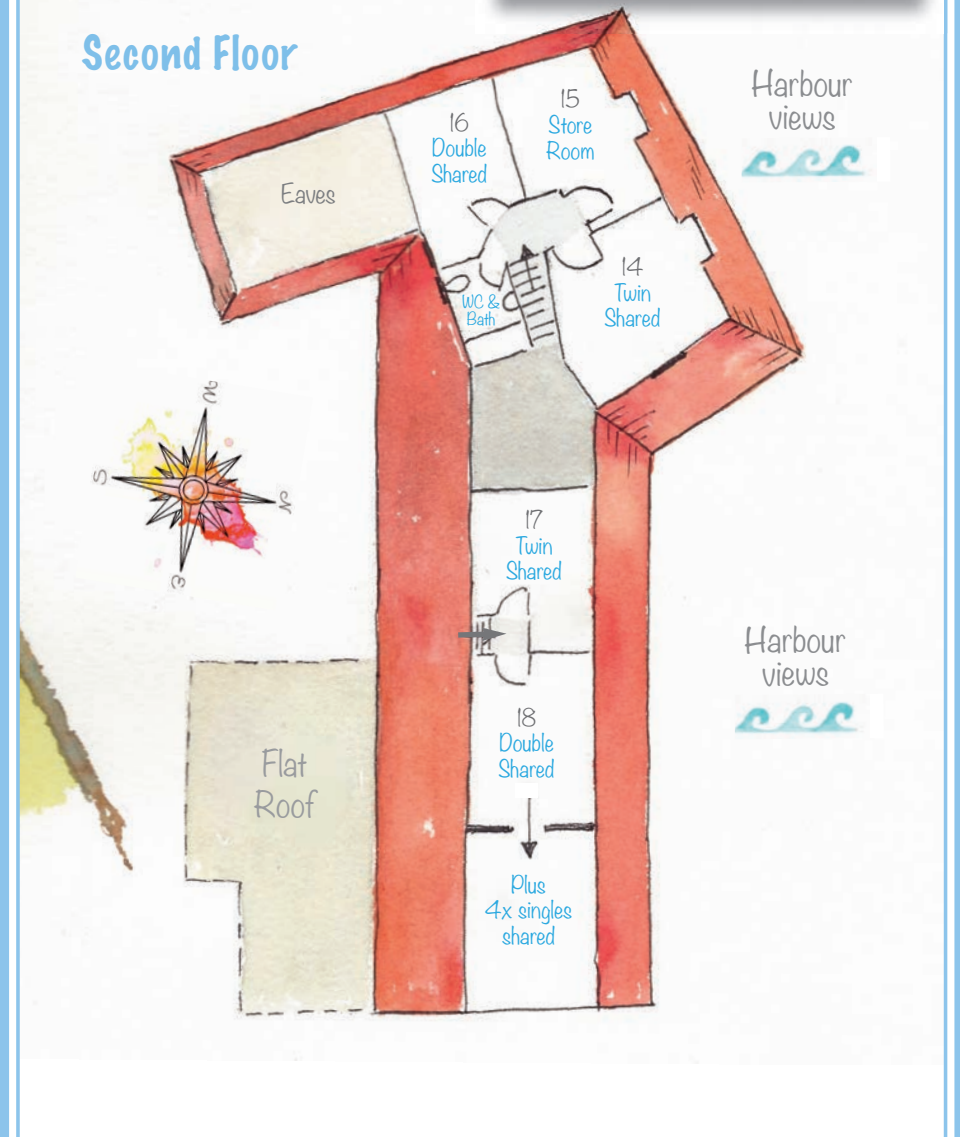 Second Floor
Harbour
views
15
Store
Room
16
Double
Shared
Eaves
14
Twin
Shared
WC &
Bath
W
S
N
E
17
Twin
Shared
Harbour
views
18
Double
Shared
Flat
Roof
Plus
4x singles
shared